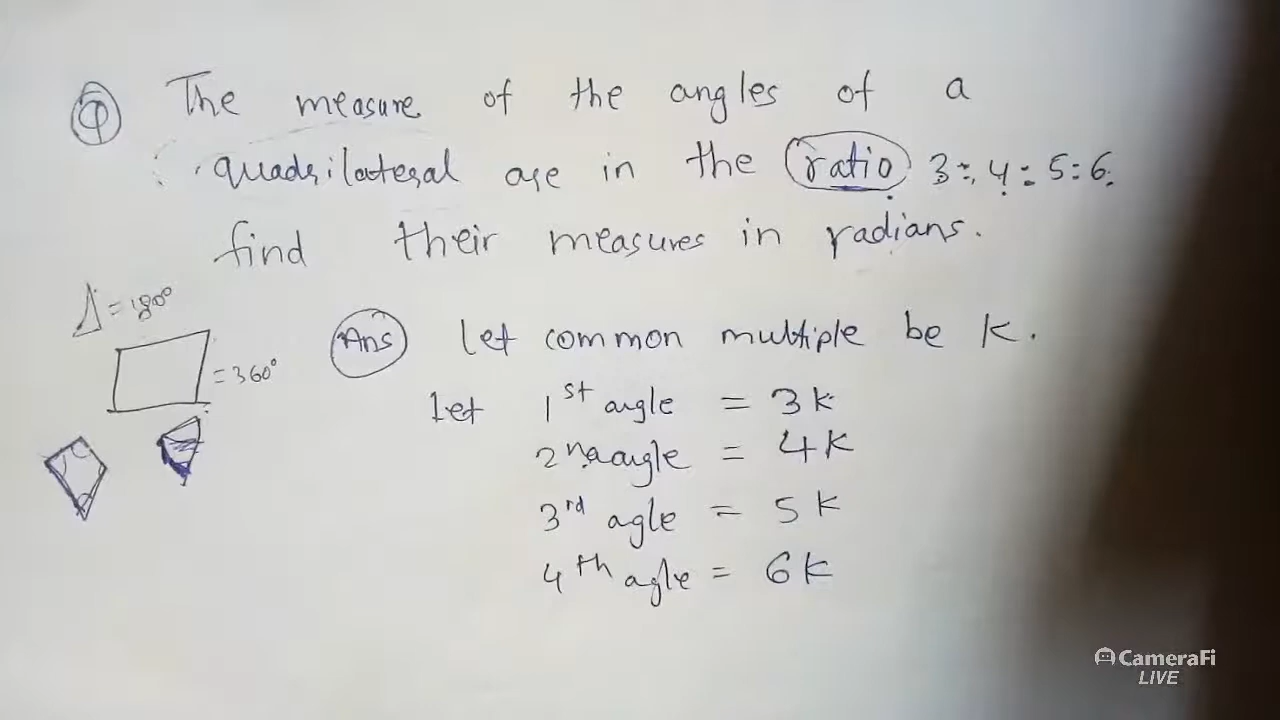 Q The measure of the angles of a
quadrilateral are in the ratio 3:4:5:6.
find their measures in radians.
Δ = 180°
= 360°
Ans Let common multiple be k.
Let 1st angle = 3k
2nd angle = 4k
3rd agle = 5k
4th agle = 6k
CameraFi
LIVE